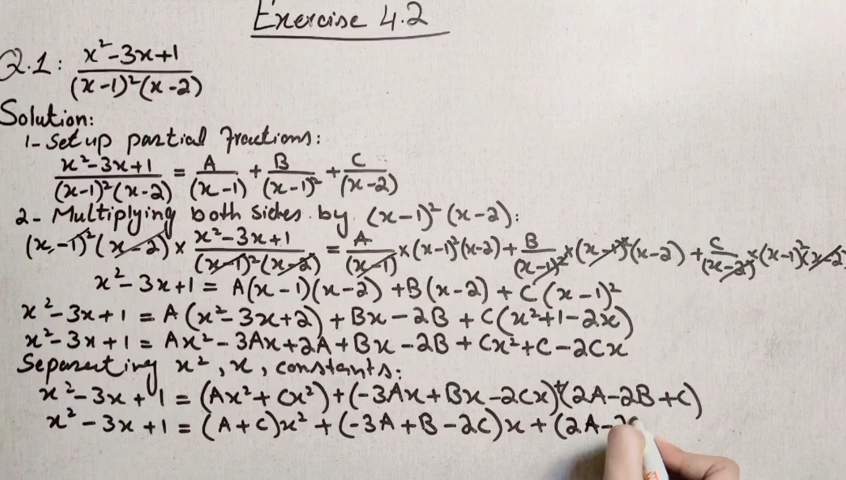 Exercise 4.2
Q.1: x²-3x+1 / (x-1)²(x-2)
Solution:
1- Set up partial fractions:
x²-3x+1 / (x-1)²(x-2) = A/(x-1) + B/(x-1)² + C/(x-2)
2- Multiplying both sides by (x-1)²(x-2):
(x-1)²(x-2) × x²-3x+1 / (x-1)²(x-2) = A/(x-1) × (x-1)²(x-2) + B/(x-1)² × (x-1)²(x-2) + C/(x-2) × (x-1)²(x-2
x²-3x+1 = A(x-1)(x-2) + B(x-2) + C(x-1)²
x²-3x+1 = A(x²-3x+2) + Bx-2B + C(x²+1-2x)
x²-3x+1 = Ax²-3Ax+2A+Bx-2B+Cx²+C-2Cx
Separating x², x, constants:
x²-3x+1 = (Ax²+Cx²)+(-3Ax+Bx-2Cx)+(2A-2B+C)
x²-3x+1 = (A+C)x²+(-3A+B-2C)x+(2A-2